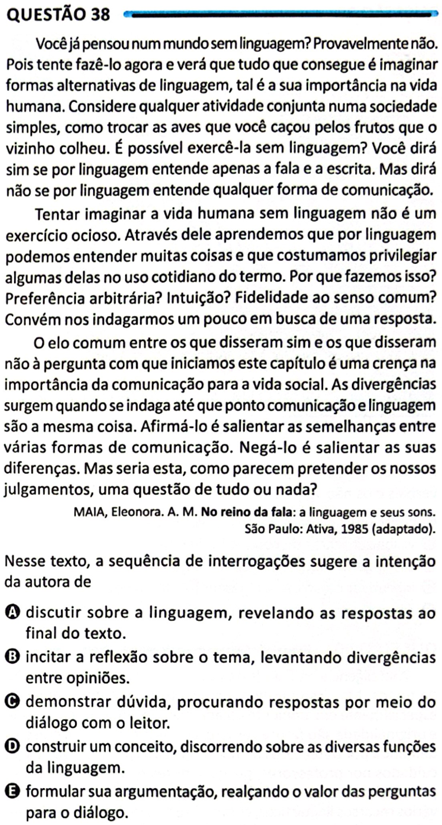 QUESTÃO 38
Você já pensou num mundo sem linguagem? Provavelmente não.
Pois tente fazê-lo agora e verá que tudo que consegue é imaginar
formas alternativas de linguagem, tal é a sua importância na vida
humana. Considere qualquer atividade conjunta numa sociedade
simples, como trocar as aves que você caçou pelos frutos que o
vizinho colheu. É possível exercê-la sem linguagem? Você dirá
sim se por linguagem entende apenas a fala e a escrita. Mas dirá
não se por linguagem entende qualquer forma de comunicação.
Tentar imaginar a vida humana sem linguagem não é um
exercício ocioso. Através dele aprendemos que por linguagem
podemos entender muitas coisas e que costumamos privilegiar
algumas delas no uso cotidiano do termo. Por que fazemos isso?
Preferência arbitrária? Intuição? Fidelidade ao senso comum?
Convém nos indagarmos um pouco em busca de uma resposta.
O elo comum entre os que disseram sim e os que disseram
não à pergunta com que iniciamos este capítulo é uma crença na
importância da comunicação para a vida social. As divergências
surgem quando se indaga até que ponto comunicação e linguagem
são a mesma coisa. Afirmá-lo é salientar as semelhanças entre
várias formas de comunicação. Negá-lo é salientar as suas
diferenças. Mas seria esta, como parecem pretender os nossos
julgamentos, uma questão de tudo ou nada?
MAIA, Eleonora. A. M. No reino da fala: a linguagem e seus sons.
São Paulo: Ativa, 1985 (adaptado).
Nesse texto, a sequência de interrogações sugere a intenção
da autora de
A discutir sobre a linguagem, revelando as respostas ao
final do texto.
B incitar a reflexão sobre o tema, levantando divergências
entre opiniões.
C demonstrar dúvida, procurando respostas por meio do
diálogo com o leitor.
D construir um conceito, discorrendo sobre as diversas funções
da linguagem.
E formular sua argumentação, realçando o valor das perguntas
para o diálogo.